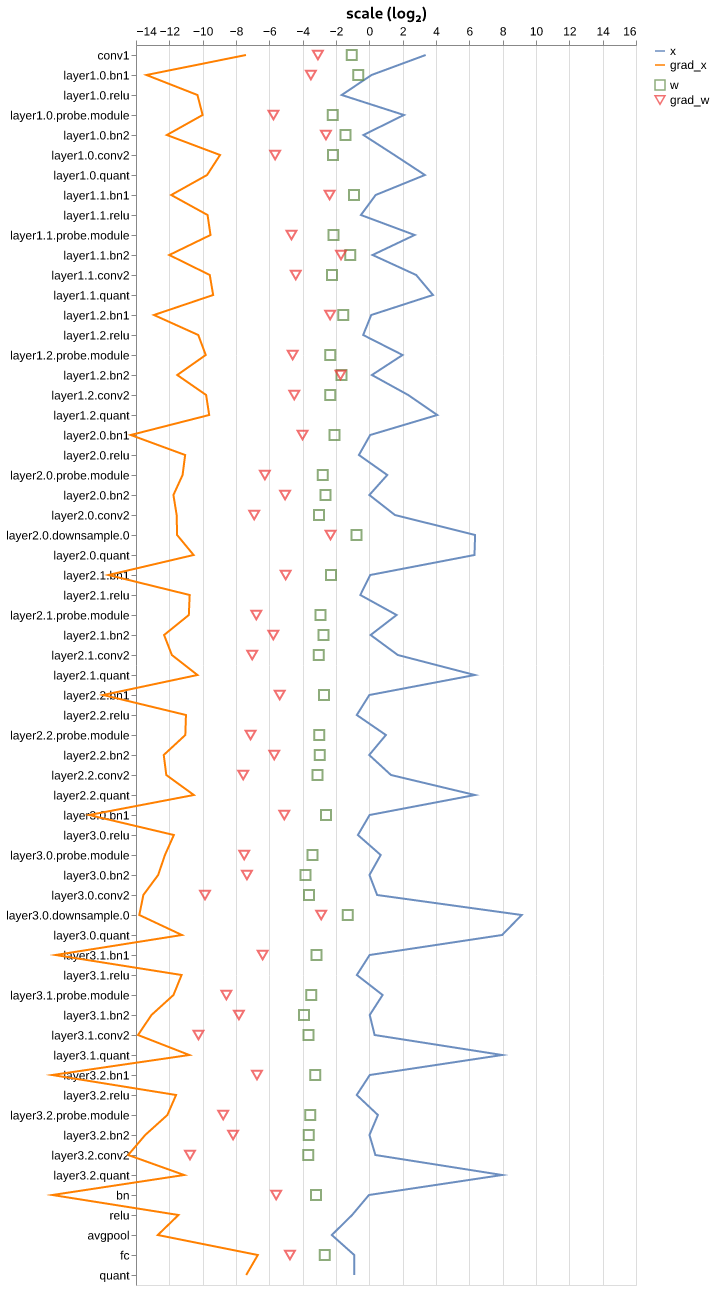 scale (log₂)
−14 −12 −10 −8 −6 −4 −2 0 2 4 6 8 10 12 14 16
x
grad_x
w
grad_w
conv1
layer1.0.bn1
layer1.0.relu
layer1.0.probe.module
layer1.0.bn2
layer1.0.conv2
layer1.0.quant
layer1.1.bn1
layer1.1.relu
layer1.1.probe.module
layer1.1.bn2
layer1.1.conv2
layer1.1.quant
layer1.2.bn1
layer1.2.relu
layer1.2.probe.module
layer1.2.bn2
layer1.2.conv2
layer1.2.quant
layer2.0.bn1
layer2.0.relu
layer2.0.probe.module
layer2.0.bn2
layer2.0.conv2
layer2.0.downsample.0
layer2.0.quant
layer2.1.bn1
layer2.1.relu
layer2.1.probe.module
layer2.1.bn2
layer2.1.conv2
layer2.1.quant
layer2.2.bn1
layer2.2.relu
layer2.2.probe.module
layer2.2.bn2
layer2.2.conv2
layer2.2.quant
layer3.0.bn1
layer3.0.relu
layer3.0.probe.module
layer3.0.bn2
layer3.0.conv2
layer3.0.downsample.0
layer3.0.quant
layer3.1.bn1
layer3.1.relu
layer3.1.probe.module
layer3.1.bn2
layer3.1.conv2
layer3.1.quant
layer3.2.bn1
layer3.2.relu
layer3.2.probe.module
layer3.2.bn2
layer3.2.conv2
layer3.2.quant
bn
relu
avgpool
fc
quant